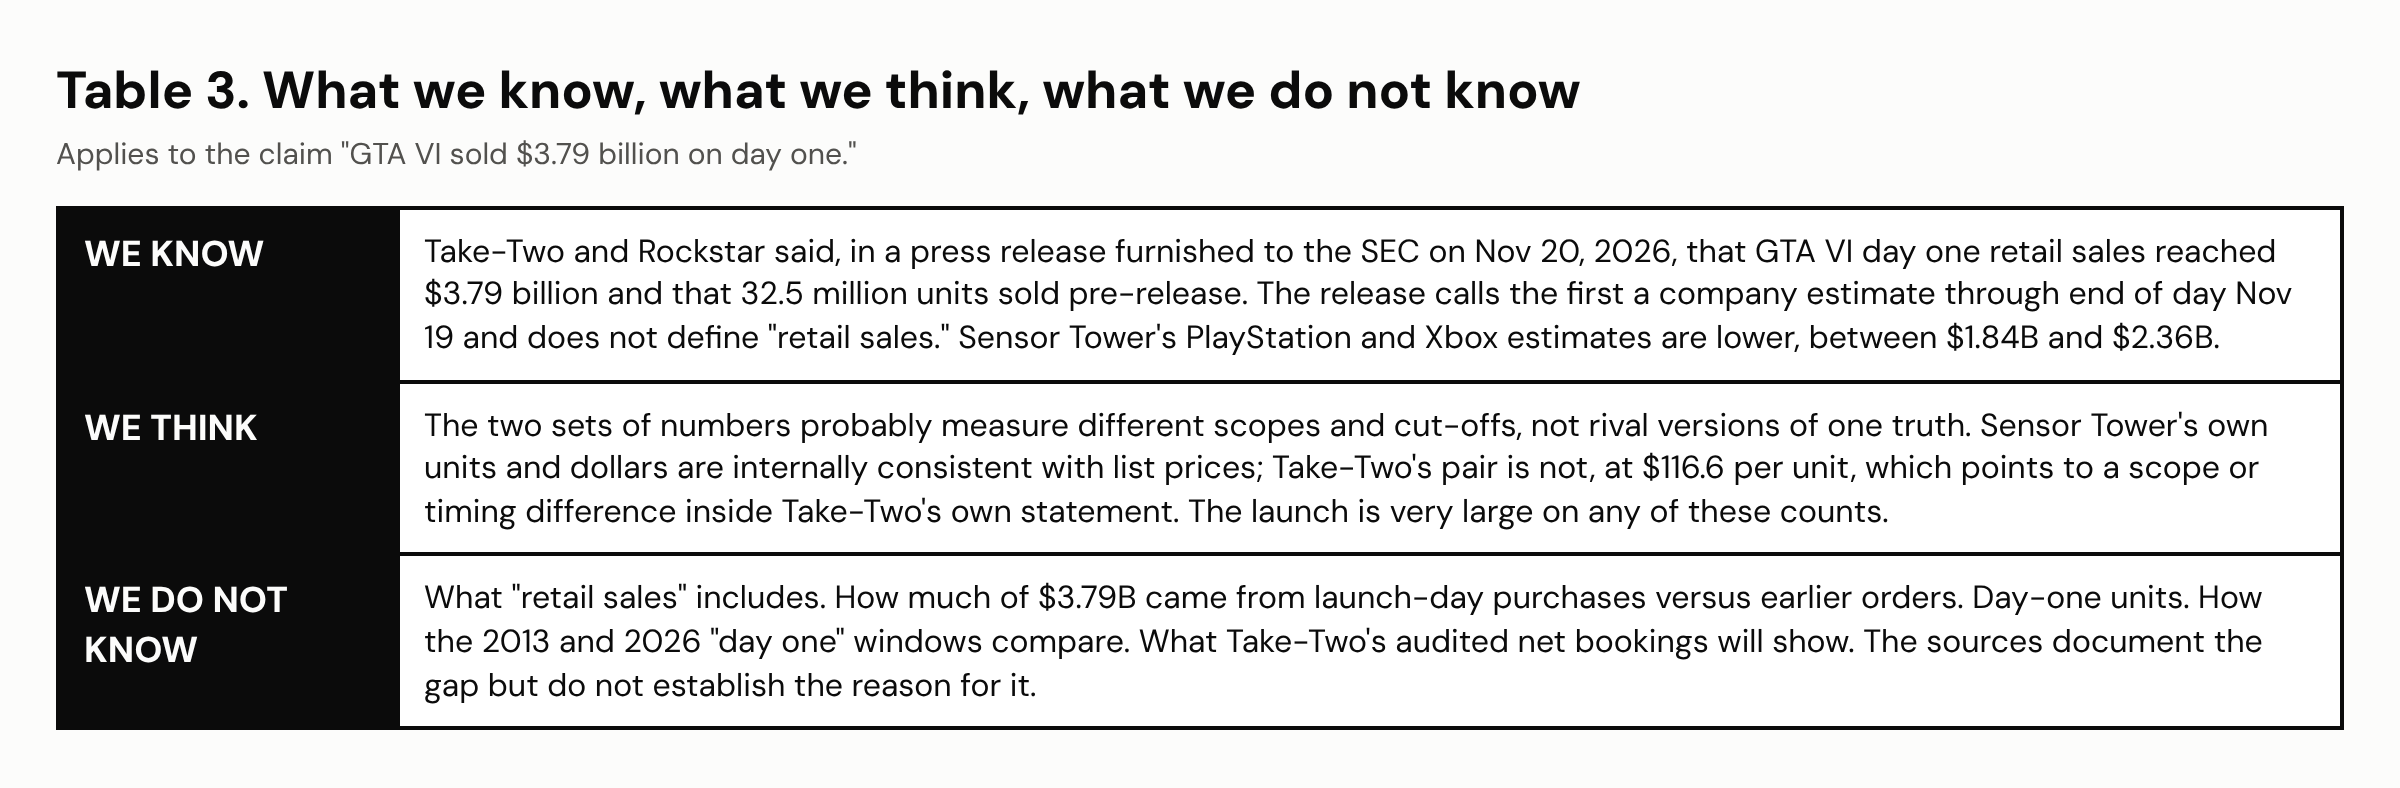 Table 3. What we know, what we think, what we do not know
Applies to the claim "GTA VI sold $3.79 billion on day one."
WE KNOW
Take-Two and Rockstar said, in a press release furnished to the SEC on Nov 20, 2026, that GTA VI day one retail sales reached
$3.79 billion and that 32.5 million units sold pre-release. The release calls the first a company estimate through end of day Nov
19 and does not define "retail sales." Sensor Tower's PlayStation and Xbox estimates are lower, between $1.84B and $2.36B.
WE THINK
The two sets of numbers probably measure different scopes and cut-offs, not rival versions of one truth. Sensor Tower's own
units and dollars are internally consistent with list prices; Take-Two's pair is not, at $116.6 per unit, which points to a scope or
timing difference inside Take-Two's own statement. The launch is very large on any of these counts.
WE DO NOT
KNOW
What "retail sales" includes. How much of $3.79B came from launch-day purchases versus earlier orders. Day-one units. How
the 2013 and 2026 "day one" windows compare. What Take-Two's audited net bookings will show. The sources document the
gap but do not establish the reason for it.